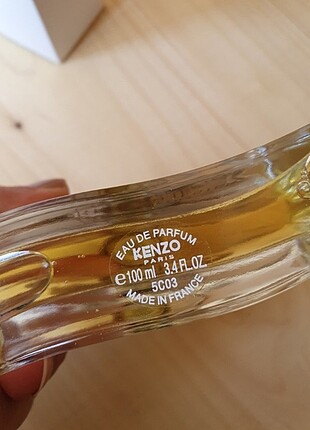 EAU DE PARFUM
KENZO
PARIS
℮100 ml 3.4 FL.OZ
5C03
MADE IN FRANCE